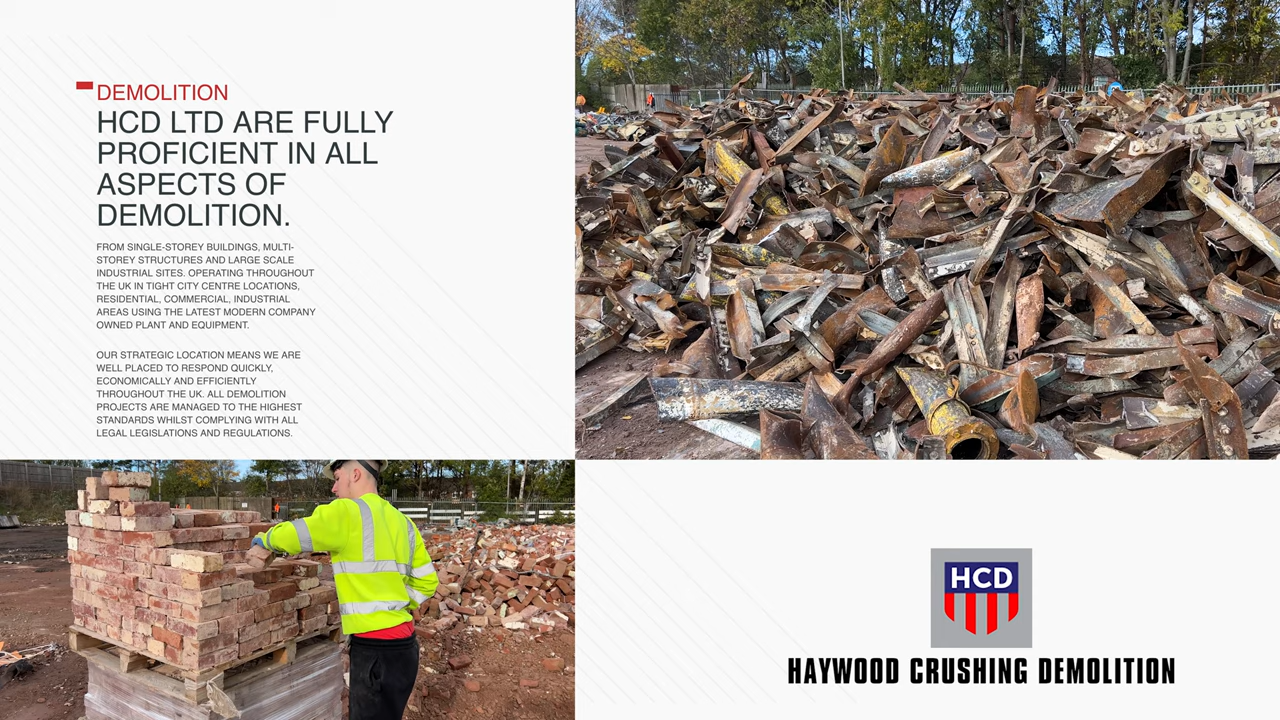 DEMOLITION
HCD LTD ARE FULLY
PROFICIENT IN ALL
ASPECTS OF
DEMOLITION.
FROM SINGLE-STOREY BUILDINGS, MULTI-
STOREY STRUCTURES AND LARGE SCALE
INDUSTRIAL SITES. OPERATING THROUGHOUT
THE UK IN TIGHT CITY CENTRE LOCATIONS,
RESIDENTIAL, COMMERCIAL, INDUSTRIAL
AREAS USING THE LATEST MODERN COMPANY
OWNED PLANT AND EQUIPMENT.
OUR STRATEGIC LOCATION MEANS WE ARE
WELL PLACED TO RESPOND QUICKLY,
ECONOMICALLY AND EFFICIENTLY
THROUGHOUT THE UK. ALL DEMOLITION
PROJECTS ARE MANAGED TO THE HIGHEST
STANDARDS WHILST COMPLYING WITH ALL
LEGAL LEGISLATIONS AND REGULATIONS.
HCD
HAYWOOD CRUSHING DEMOLITION